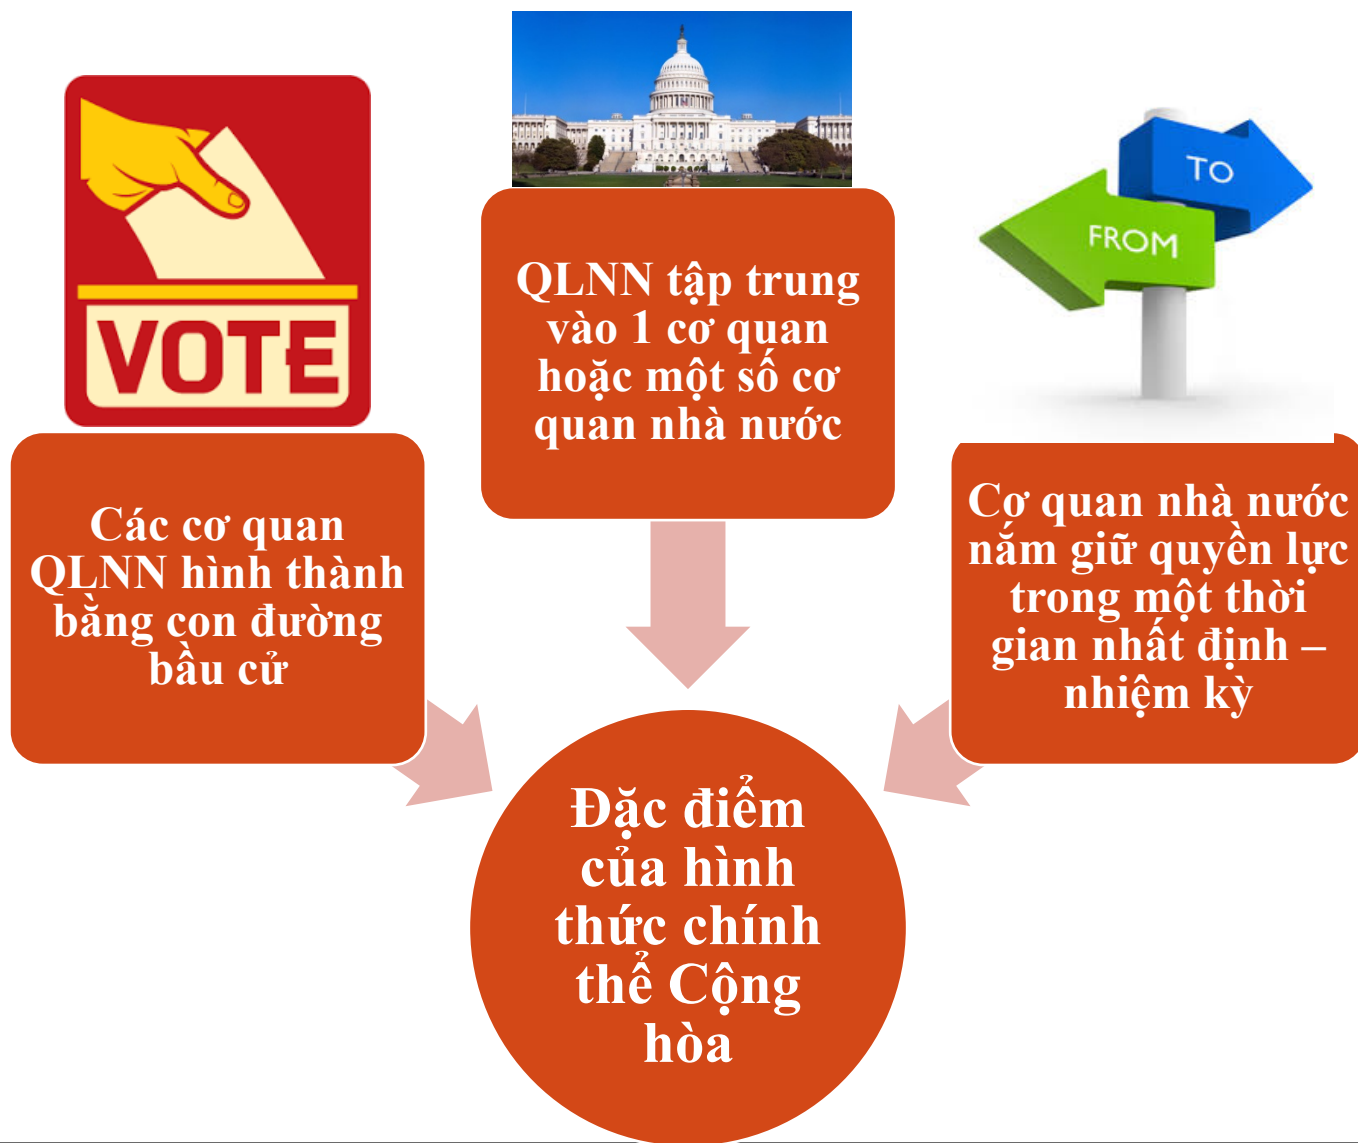 VOTE
Các cơ quan
QLNN hình thành
bằng con đường
bầu cử
QLNN tập trung
vào 1 cơ quan
hoặc một số cơ
quan nhà nước
TO
FROM
Cơ quan nhà nước
nắm giữ quyền lực
trong một thời
gian nhất định –
nhiệm kỳ
Đặc điểm
của hình
thức chính
thể Cộng
hòa